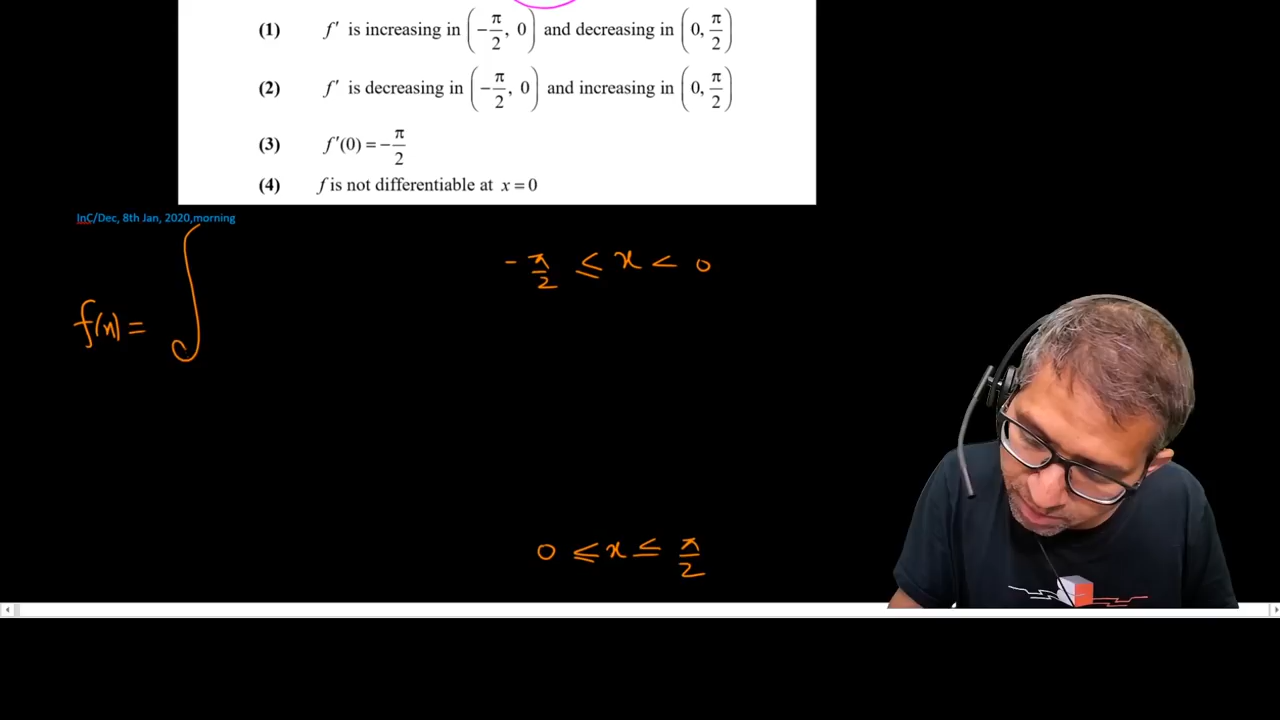 (1) f′ is increasing in (−π/2, 0) and decreasing in (0, π/2)
(2) f′ is decreasing in (−π/2, 0) and increasing in (0, π/2)
(3) f′(0) = −π/2
(4) f is not differentiable at x = 0
InC/Dec, 8th Jan, 2020,morning
-π/2 ≤ x < 0
f(x) = ∫
0 ≤ x ≤ π/2